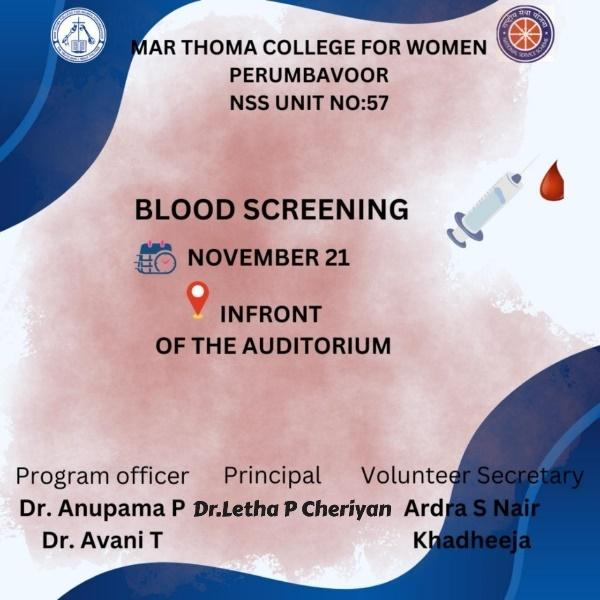 MAR THOMA COLLEGE FOR WOMEN
PERUMBAVOOR
NSS UNIT NO:57
BLOOD SCREENING
NOVEMBER 21
INFRONT
OF THE AUDITORIUM
Program officer Principal Volunteer Secretary
Dr. Anupama P Dr.Letha P Cheriyan Ardra S Nair
Dr. Avani T Khadheeja